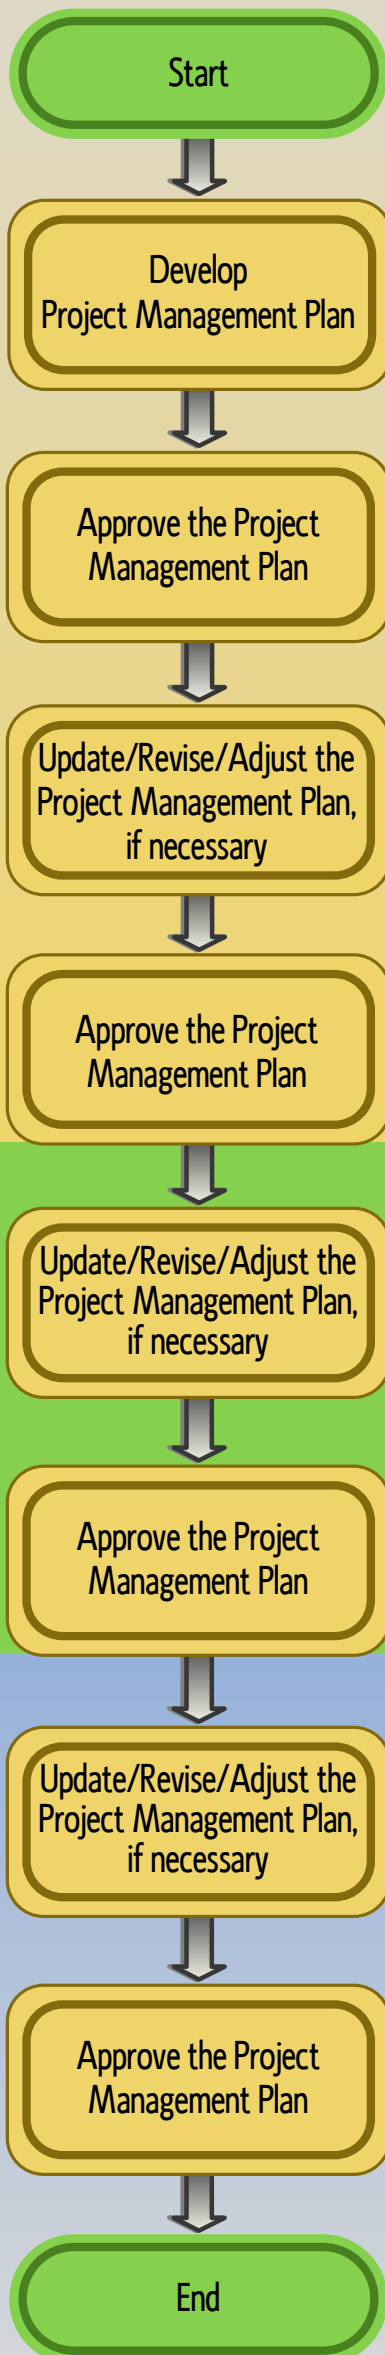 Start
Develop
Project Management Plan
Approve the Project
Management Plan
Update/Revise/Adjust the
Project Management Plan,
if necessary
Approve the Project
Management Plan
Update/Revise/Adjust the
Project Management Plan,
if necessary
Approve the Project
Management Plan
Update/Revise/Adjust the
Project Management Plan,
if necessary
Approve the Project
Management Plan
End